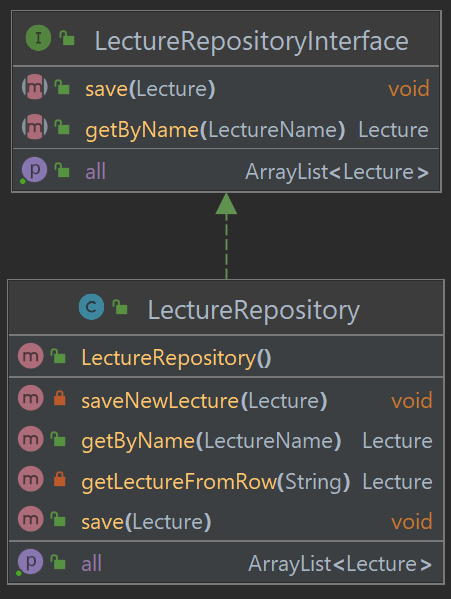 I LectureRepositoryInterface
m save(Lecture) void
m getByName(LectureName) Lecture
p all ArrayList<Lecture>
C LectureRepository
m LectureRepository()
m saveNewLecture(Lecture) void
m getByName(LectureName) Lecture
m getLectureFromRow(String) Lecture
m save(Lecture) void
p all ArrayList<Lecture>